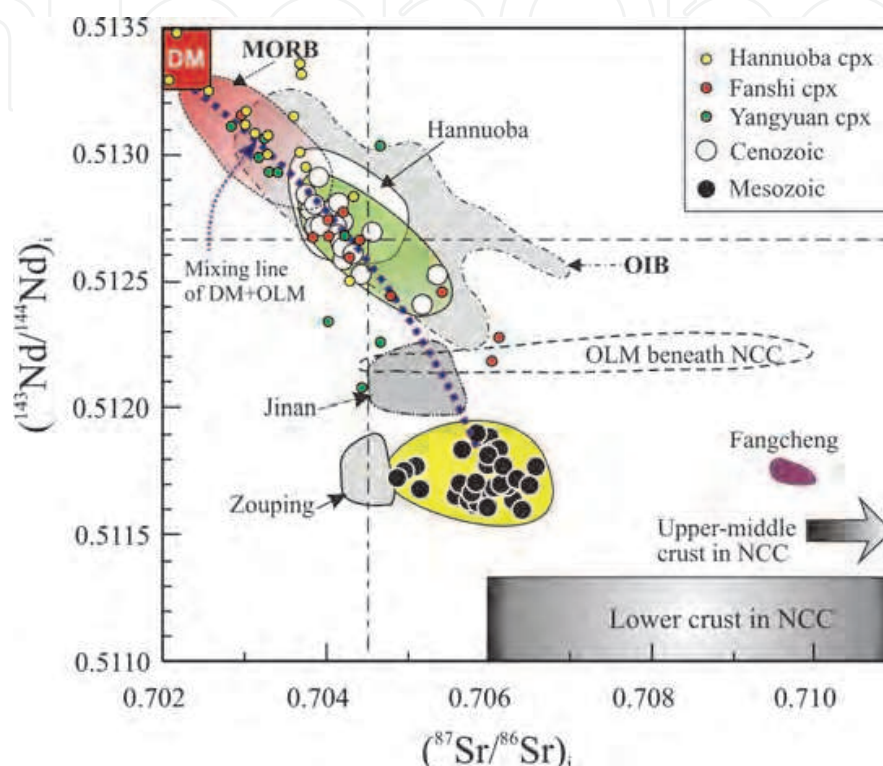 0.5135
0.5130
0.5125
0.5120
0.5115
0.5110
(¹⁴³Nd/¹⁴⁴Nd)i
DM
MORB
Hannuoba
Mixing line
of DM+OLM
OIB
OLM beneath NCC
Jinan
Zouping
Fangcheng
Upper-middle
crust in NCC
Lower crust in NCC
Hannuoba cpx
Fanshi cpx
Yangyuan cpx
Cenozoic
Mesozoic
0.702
0.704
0.706
0.708
0.710
(⁸⁷Sr/⁸⁶Sr)i